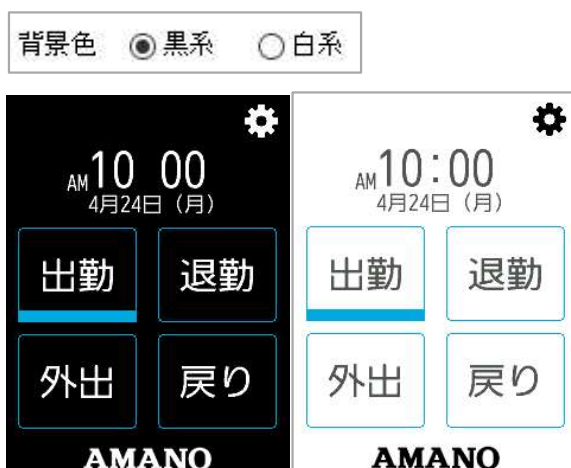 背景色 黒系 白系
AM10 00
4月24日（月）
出勤 退勤
外出 戻り
AMANO
AM10:00
4月24日（月）
出勤 退勤
外出 戻り
AMANO